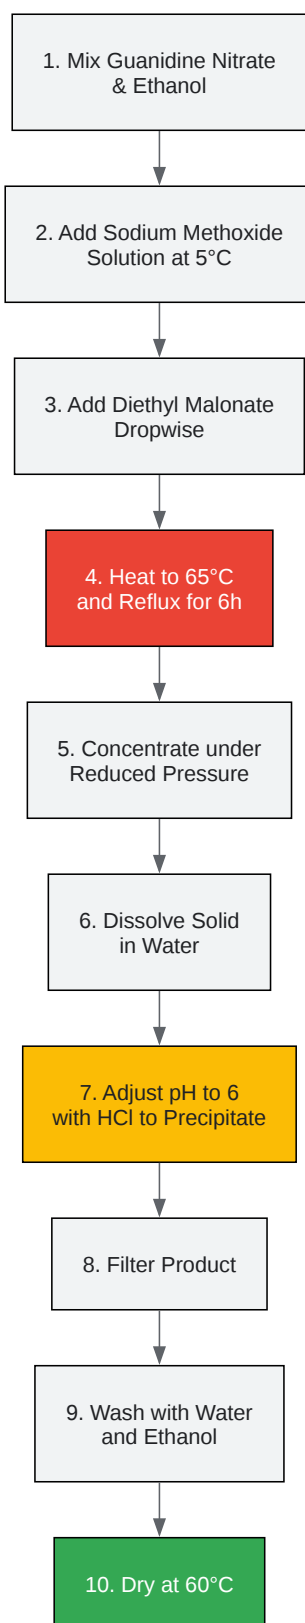 1. Mix Guanidine Nitrate
& Ethanol
2. Add Sodium Methoxide
Solution at 5°C
3. Add Diethyl Malonate
Dropwise
4. Heat to 65°C
and Reflux for 6h
5. Concentrate under
Reduced Pressure
6. Dissolve Solid
in Water
7. Adjust pH to 6
with HCl to Precipitate
8. Filter Product
9. Wash with Water
and Ethanol
10. Dry at 60°C